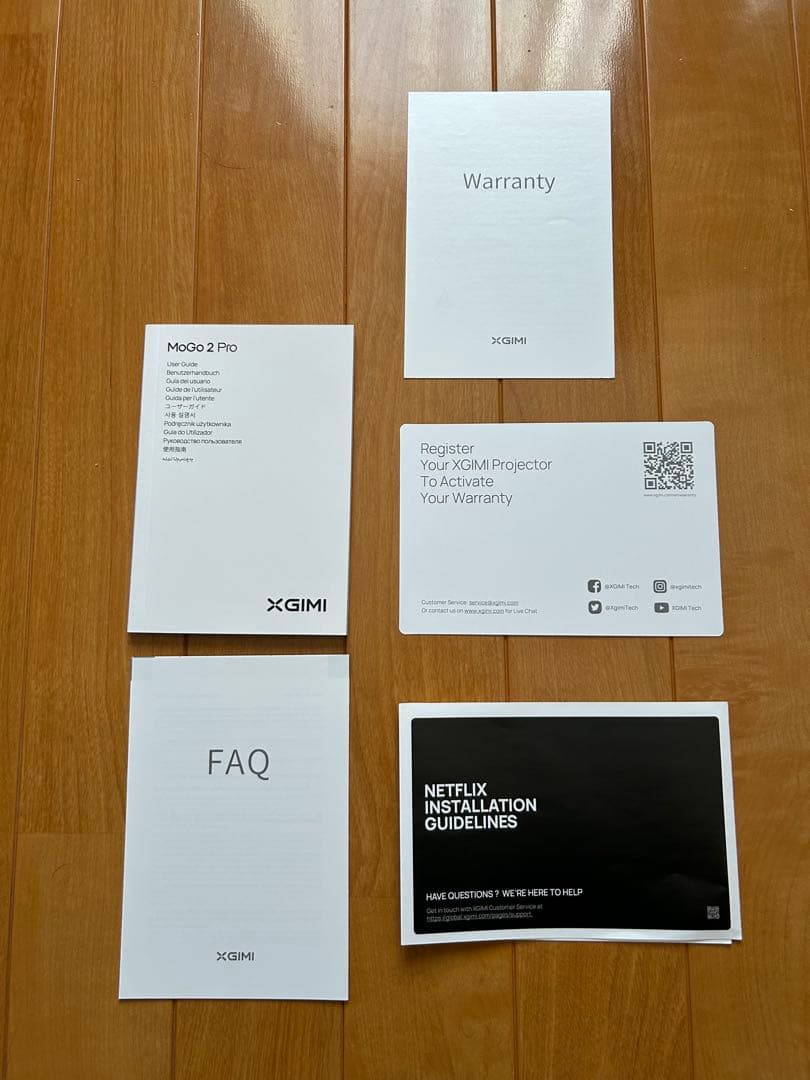 Warranty
XGIMI
MoGo 2 Pro
User Guide
Benutzerhandbuch
Guía del usuario
Guide de l'utilisateur
Guida per l'utente
ユーザーガイド
사용 설명서
Podręcznik użytkownika
Guia do Utilizador
Руководство пользователя
使用指南
XGIMI
Register
Your XGIMI Projector
To Activate
Your Warranty
@XGIMI Tech
@xgimitech
Customer Service: service@xgimi.com
Or contact us on www.xgimi.com for Live Chat
@XgimiTech
XGIMI Tech
FAQ
XGIMI
NETFLIX
INSTALLATION
GUIDELINES
HAVE QUESTIONS ? WE'RE HERE TO HELP
Get in touch with XGIMI Customer Service at
https://global.xgimi.com/pages/support.